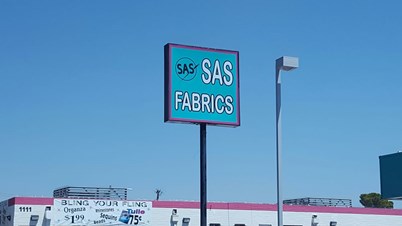 SAS
SAS
FABRICS
1111
BLING YOUR FLING
Organza
$1.99
Sequins
Tulle
75¢